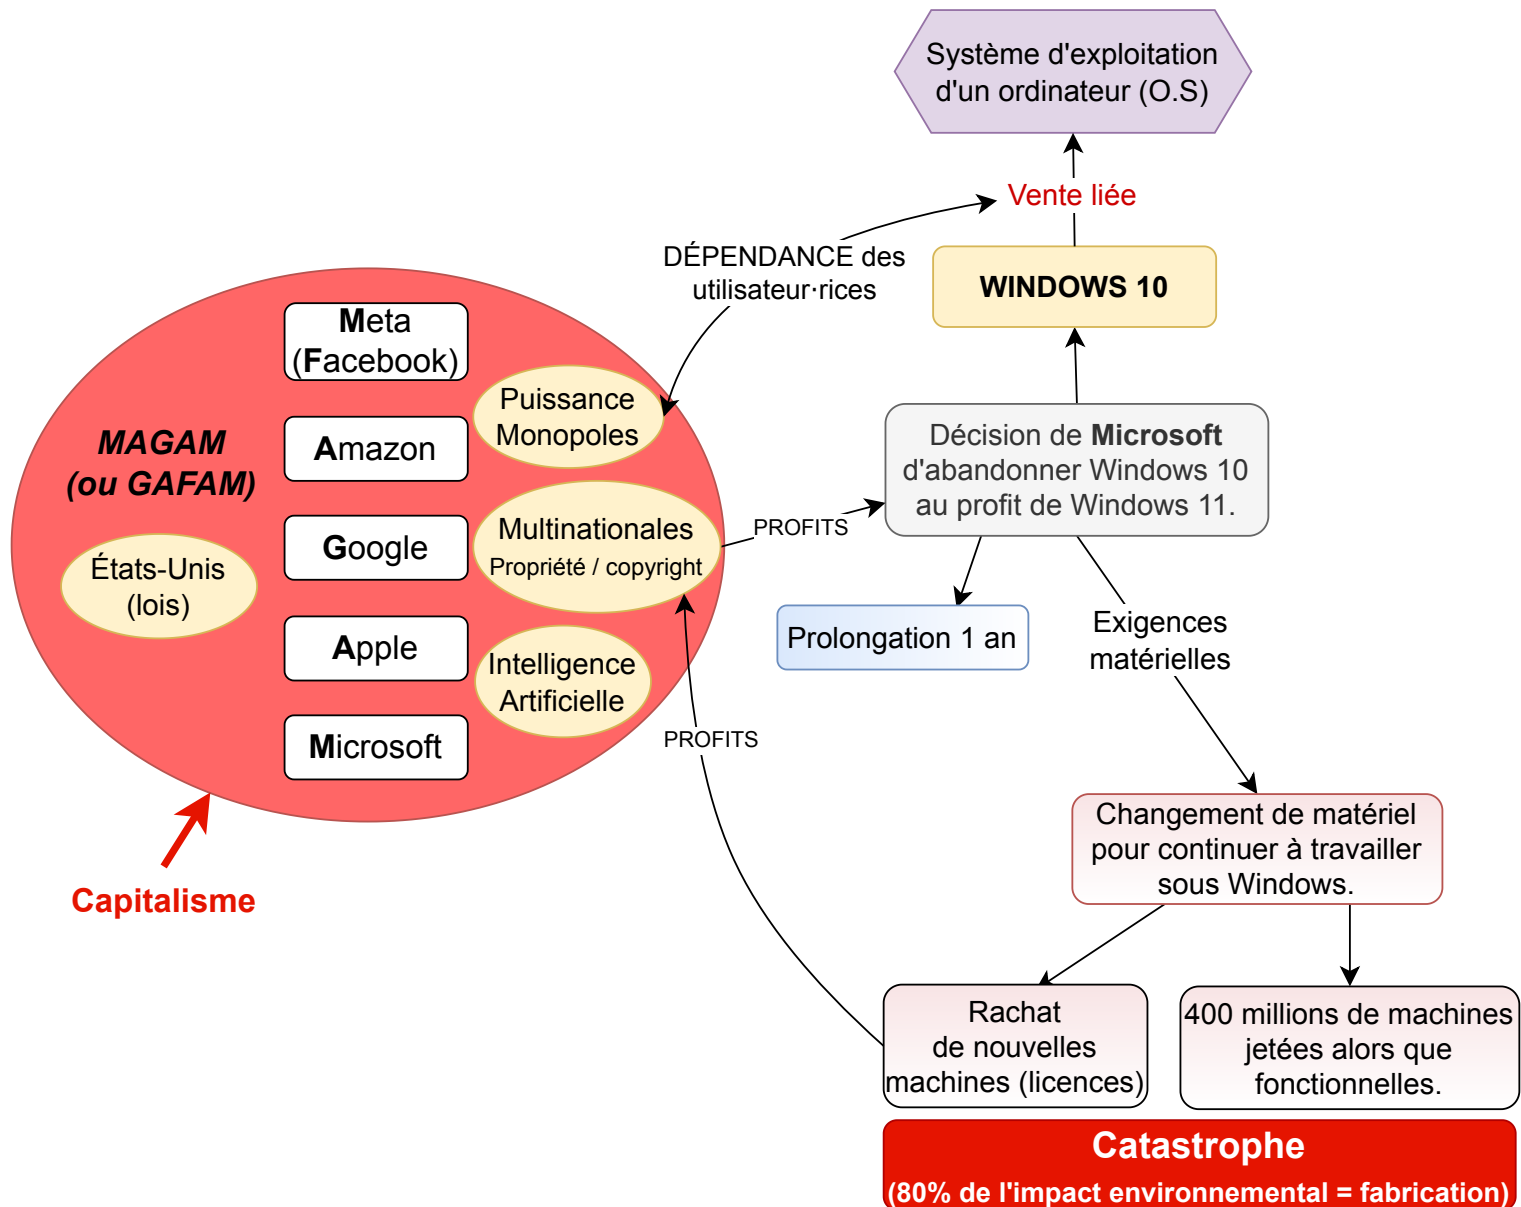 Système d'exploitation
d'un ordinateur (O.S)
Vente liée
DÉPENDANCE des
utilisateur·rices
WINDOWS 10
Meta
(Facebook)
Puissance
Monopoles
MAGAM
(ou GAFAM)
Amazon
Décision de Microsoft
d'abandonner Windows 10
au profit de Windows 11.
Multinationales
Propriété / copyright
PROFITS
Google
États-Unis
(lois)
Prolongation 1 an
Exigences
matérielles
Apple
Intelligence
Artificielle
Microsoft
PROFITS
Capitalisme
Changement de matériel
pour continuer à travailler
sous Windows.
Rachat
de nouvelles
machines (licences)
400 millions de machines
jetées alors que
fonctionnelles.
Catastrophe
(80% de l'impact environnemental = fabrication)